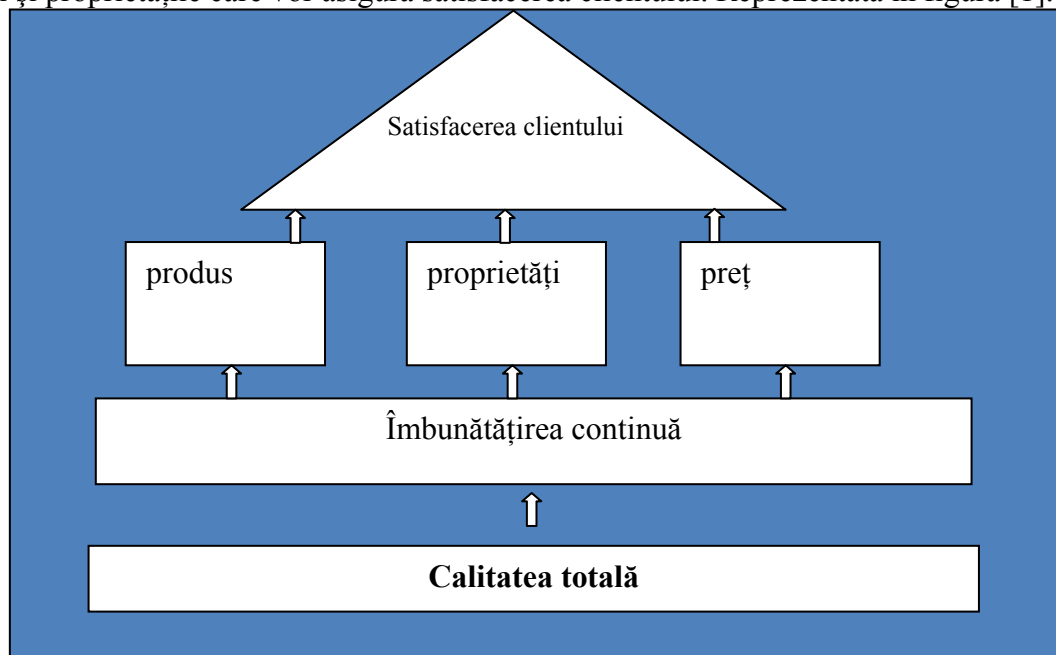 și proprietățile care vor asigura satisfacerea clientului. Reprezentată în figura [1].
Satisfacerea clientului
produs
proprietăți
preț
Îmbunătățirea continuă
Calitatea totală